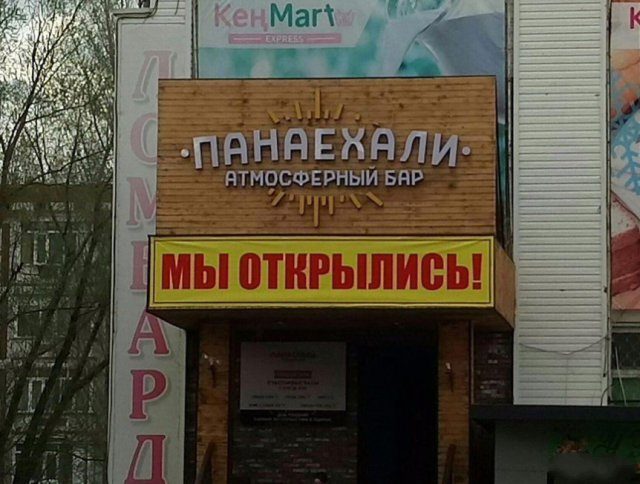 КеңMart
EXPRESS
ЛОМБАРД
·ПАНАЕХАЛИ·
АТМОСФЕРНЫЙ БАР
МЫ ОТКРЫЛИСЬ!